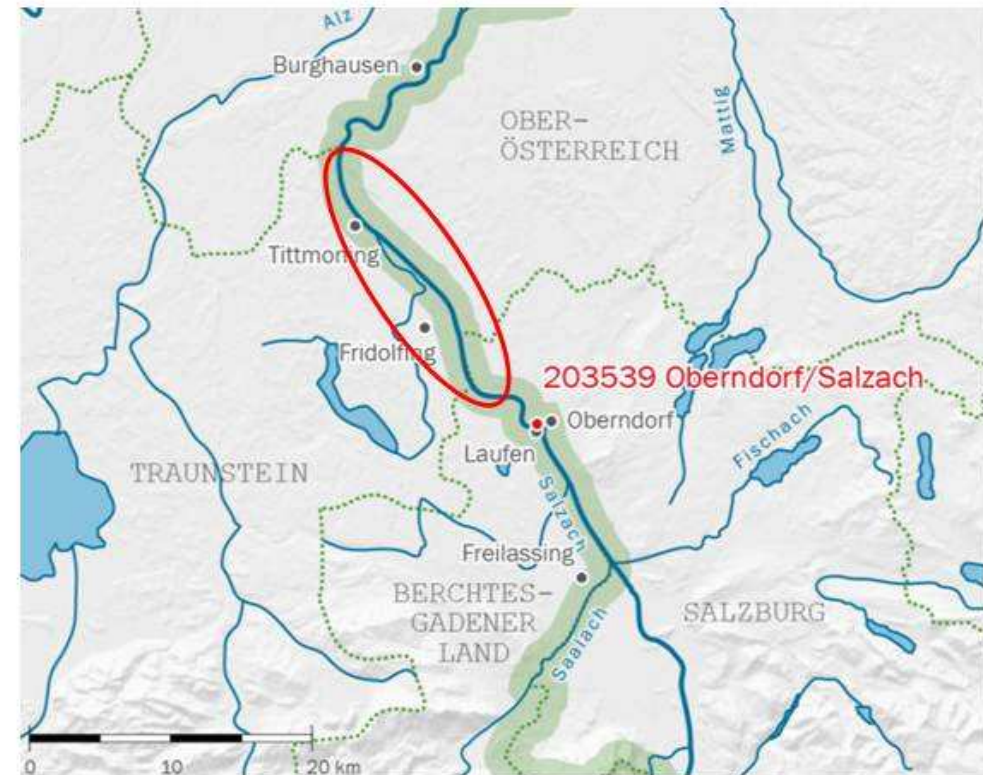 Alz
Burghausen
OBER-
ÖSTERREICH
Mattig
Tittmoning
Fridolfing
203539 Oberndorf/Salzach
Oberndorf
Laufen
Fischach
TRAUNSTEIN
Salzach
Freilassing
BERCHTES-
GADENER
LAND
SALZBURG
Saalach
0 10 20 km